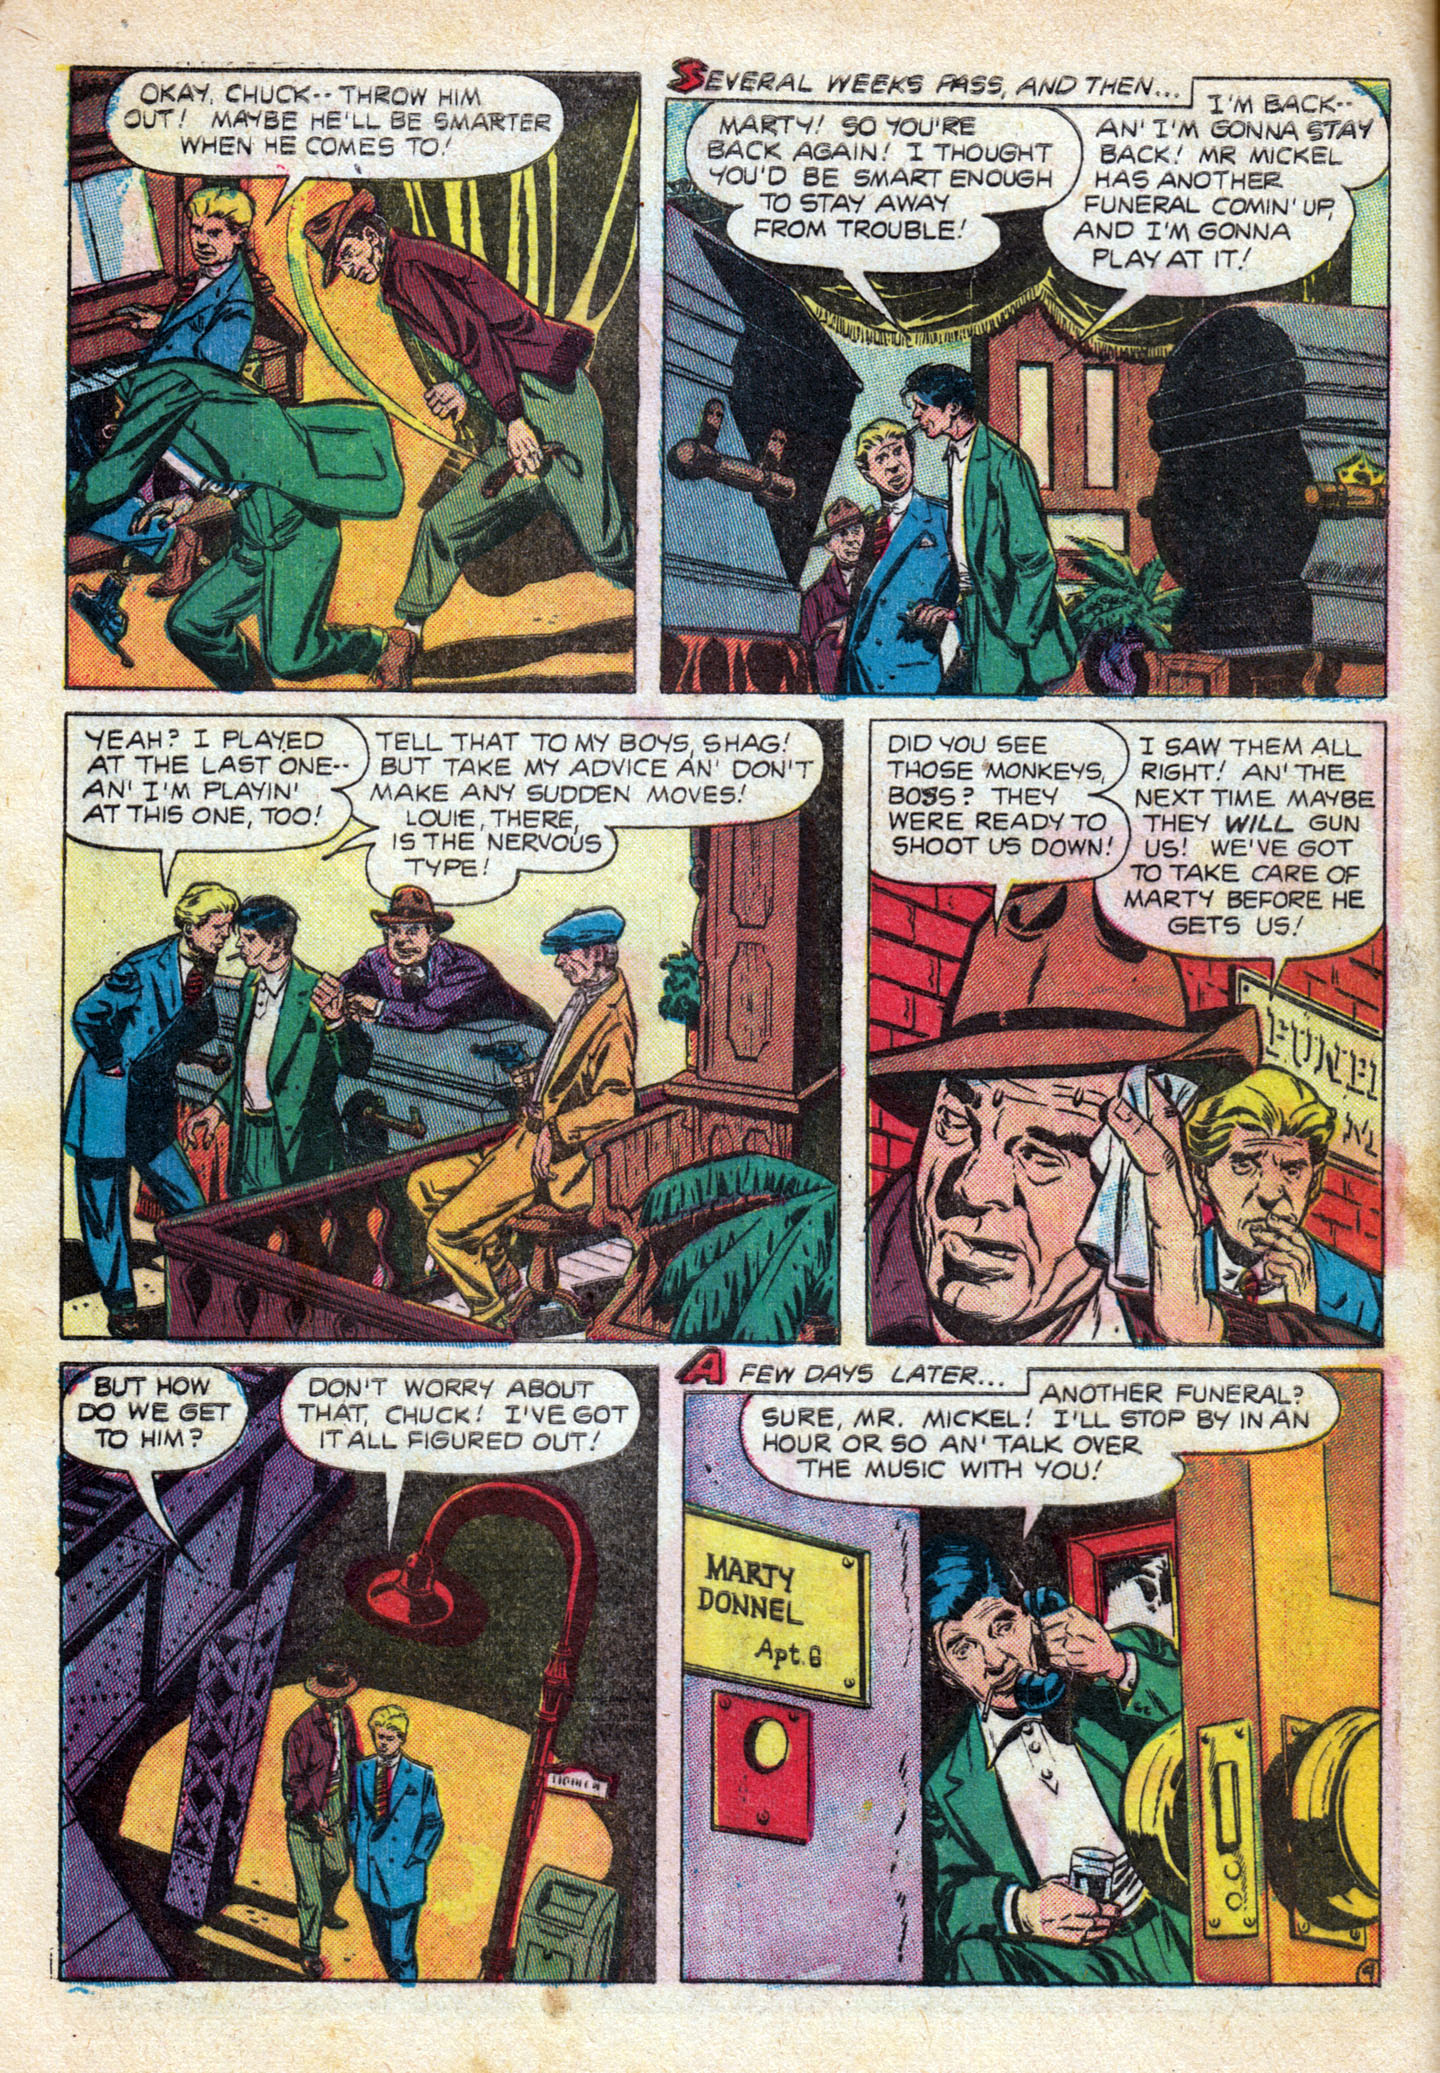 OKAY, CHUCK-- THROW HIM
OUT! MAYBE HE'LL BE SMARTER
WHEN HE COMES TO!
SEVERAL WEEKS PASS, AND THEN...
MARTY! SO YOU'RE
BACK AGAIN! I THOUGHT
YOU'D BE SMART ENOUGH
TO STAY AWAY
FROM TROUBLE!
I'M BACK--
AN' I'M GONNA STAY
BACK! MR MICKEL
HAS ANOTHER
FUNERAL COMIN' UP,
AND I'M GONNA
PLAY AT IT!
YEAH? I PLAYED
AT THE LAST ONE--
AN' I'M PLAYIN'
AT THIS ONE, TOO!
TELL THAT TO MY BOYS, SHAG!
BUT TAKE MY ADVICE AN' DON'T
MAKE ANY SUDDEN MOVES!
LOUIE, THERE,
IS THE NERVOUS
TYPE!
DID YOU SEE
THOSE MONKEYS,
BOSS? THEY
WERE READY TO
SHOOT US DOWN!
I SAW THEM ALL
RIGHT! AN' THE
NEXT TIME MAYBE
THEY WILL GUN
US! WE'VE GOT
TO TAKE CARE OF
MARTY BEFORE HE
GETS US!
FUNE
BUT HOW
DO WE GET
TO HIM?
DON'T WORRY ABOUT
THAT, CHUCK! I'VE GOT
IT ALL FIGURED OUT!
A FEW DAYS LATER...
ANOTHER FUNERAL?
SURE, MR. MICKEL! I'LL STOP BY IN AN
HOUR OR SO AN' TALK OVER
THE MUSIC WITH YOU!
MARTY
DONNEL
Apt. 6
4